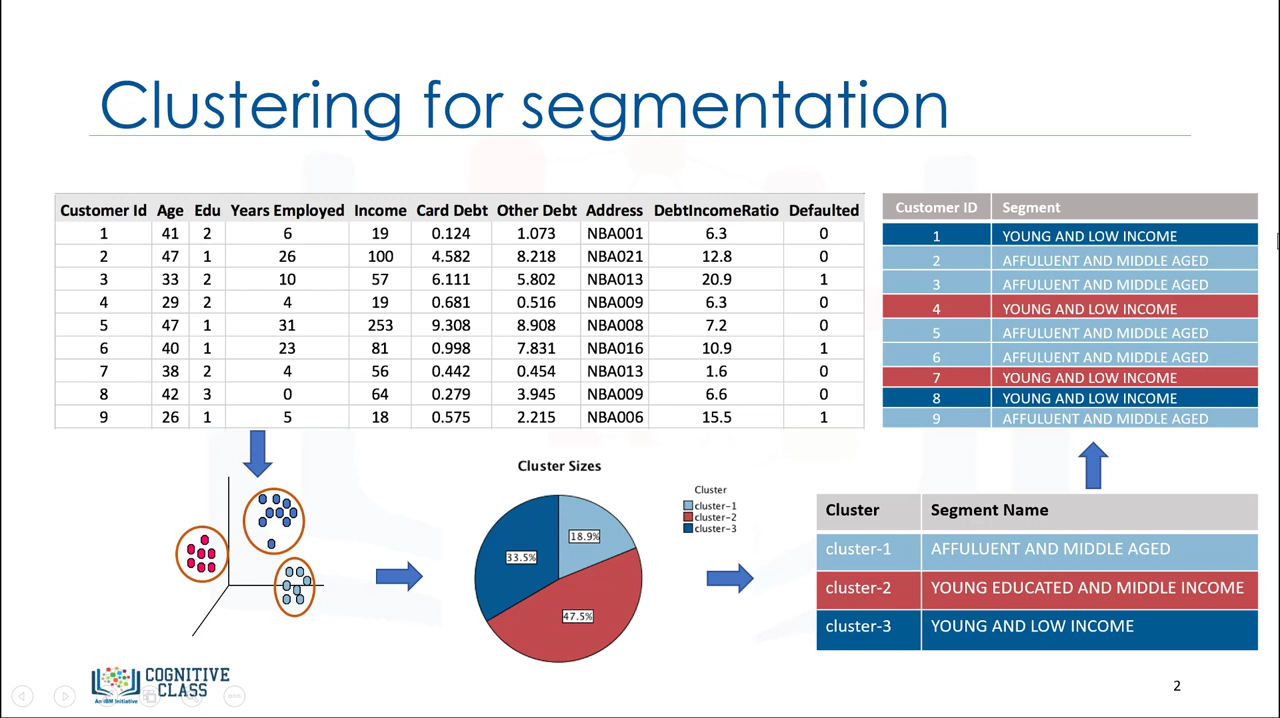 Clustering for segmentation
Customer Id Age Edu Years Employed Income Card Debt Other Debt Address DebtIncomeRatio Defaulted
1 41 2 6 19 0.124 1.073 NBA001 6.3 0
2 47 1 26 100 4.582 8.218 NBA021 12.8 0
3 33 2 10 57 6.111 5.802 NBA013 20.9 1
4 29 2 4 19 0.681 0.516 NBA009 6.3 0
5 47 1 31 253 9.308 8.908 NBA008 7.2 0
6 40 1 23 81 0.998 7.831 NBA016 10.9 1
7 38 2 4 56 0.442 0.454 NBA013 1.6 0
8 42 3 0 64 0.279 3.945 NBA009 6.6 0
9 26 1 5 18 0.575 2.215 NBA006 15.5 1
Customer ID Segment
1 YOUNG AND LOW INCOME
2 AFFULUENT AND MIDDLE AGED
3 AFFULUENT AND MIDDLE AGED
4 YOUNG AND LOW INCOME
5 AFFULUENT AND MIDDLE AGED
6 AFFULUENT AND MIDDLE AGED
7 YOUNG AND LOW INCOME
8 YOUNG AND LOW INCOME
9 AFFULUENT AND MIDDLE AGED
Cluster Sizes
18.9%
33.5%
47.5%
Cluster
cluster-1
cluster-2
cluster-3
Cluster Segment Name
cluster-1 AFFULUENT AND MIDDLE AGED
cluster-2 YOUNG EDUCATED AND MIDDLE INCOME
cluster-3 YOUNG AND LOW INCOME
COGNITIVE
CLASS
An IBM Initiative
2